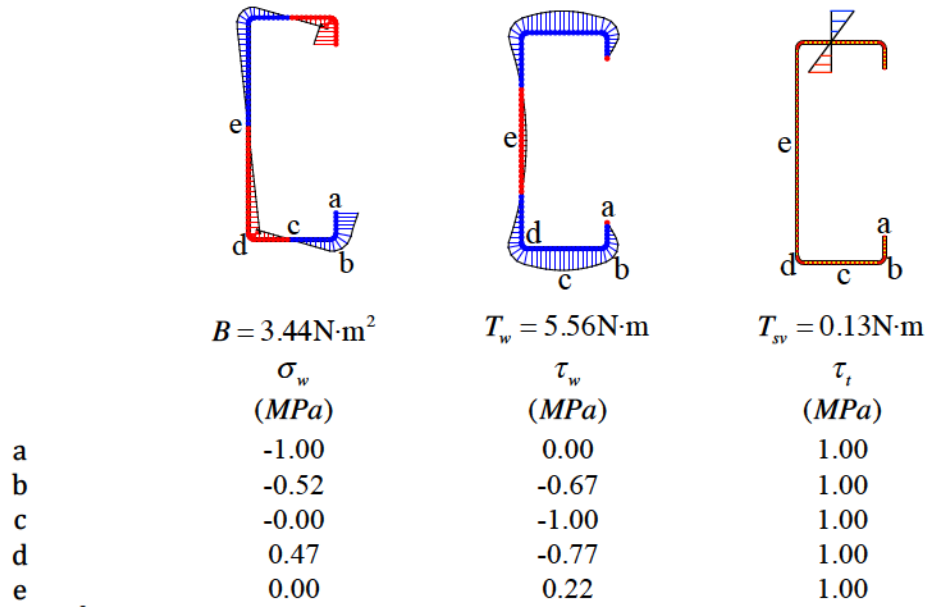 e
a
c
d
b
e
a
d
b
c
e
a
d
c
b
B = 3.44N·m²
T_w = 5.56N·m
T_sv = 0.13N·m
σ_w
τ_w
τ_t
(MPa)
(MPa)
(MPa)
a -1.00 0.00 1.00
b -0.52 -0.67 1.00
c -0.00 -1.00 1.00
d 0.47 -0.77 1.00
e 0.00 0.22 1.00